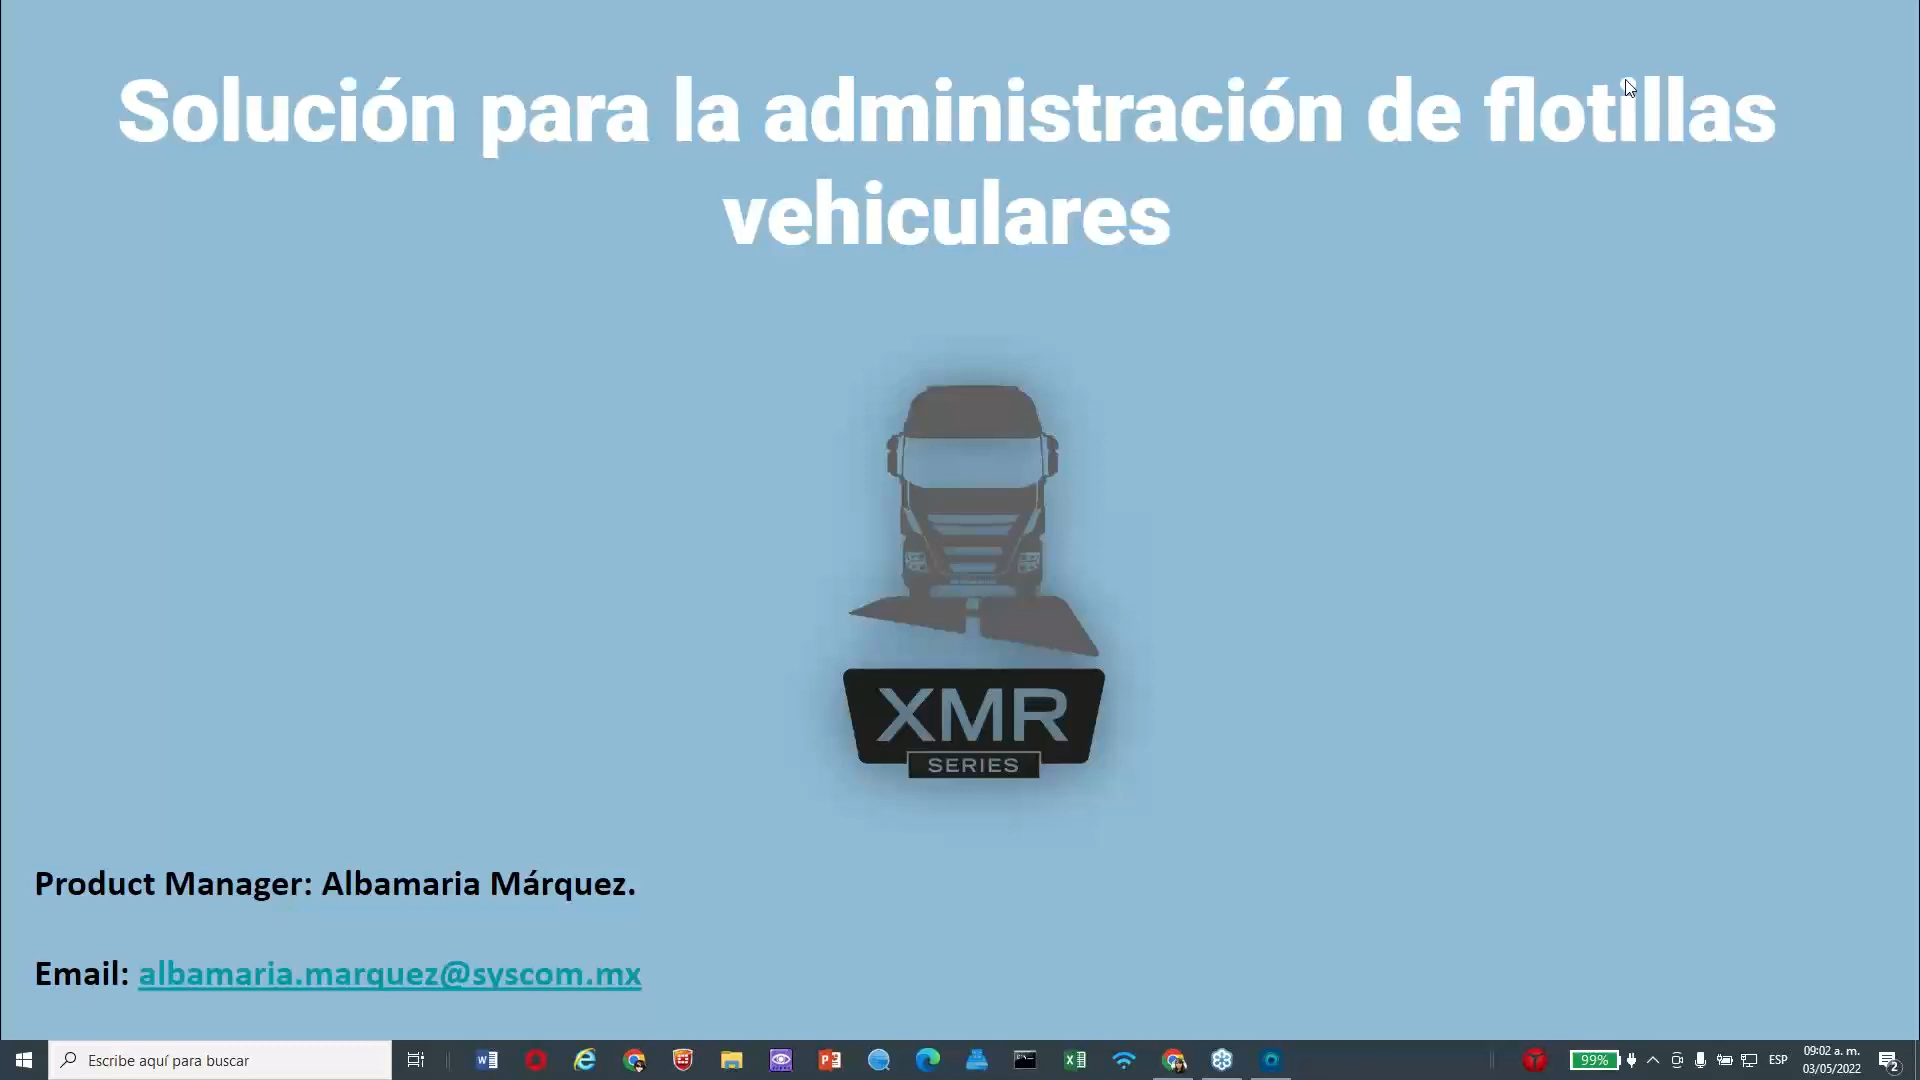 Solución para la administración de flotillas
vehiculares
XMR
SERIES
Product Manager: Albamaria Márquez.
Email: albamaria.marquez@syscom.mx
Escribe aquí para buscar
99%
ESP
09:02 a. m.
03/05/2022
2